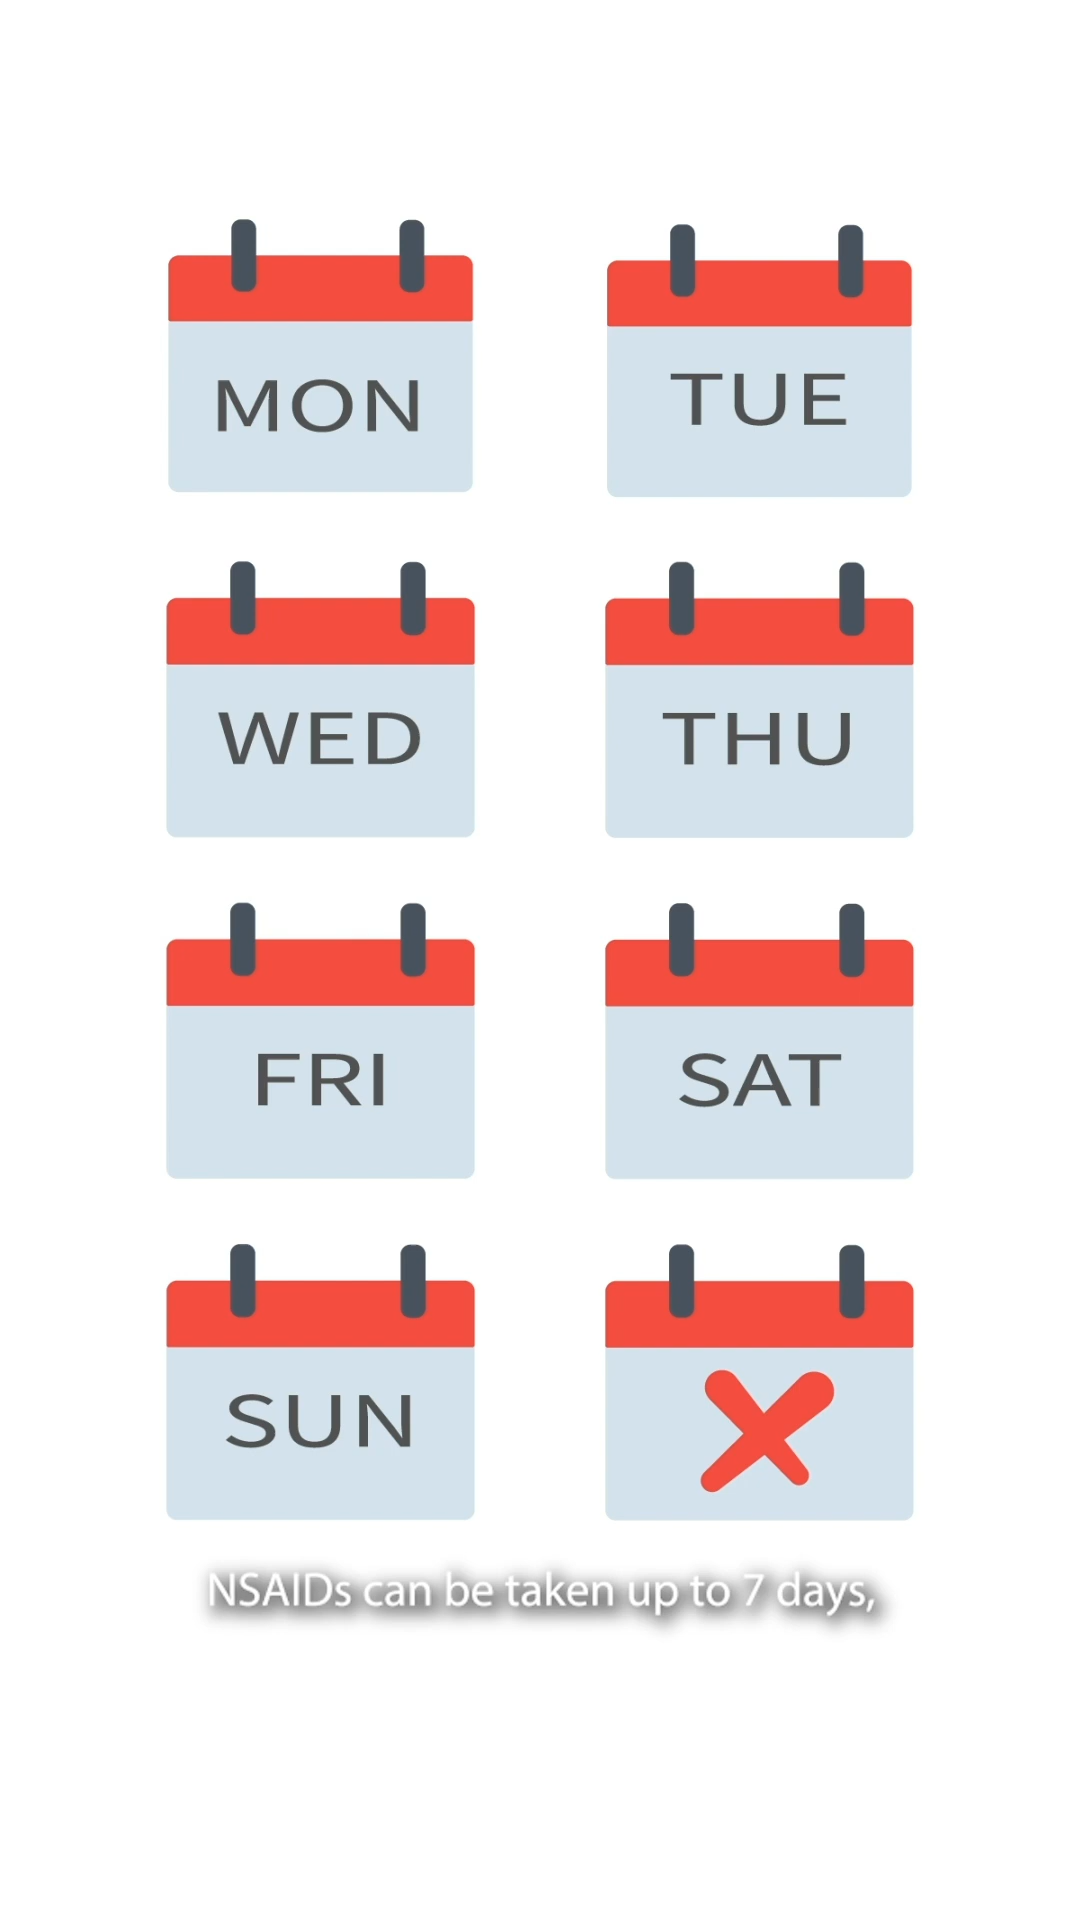 MON
TUE
WED
THU
FRI
SAT
SUN
NSAIDs can be taken up to 7 days,